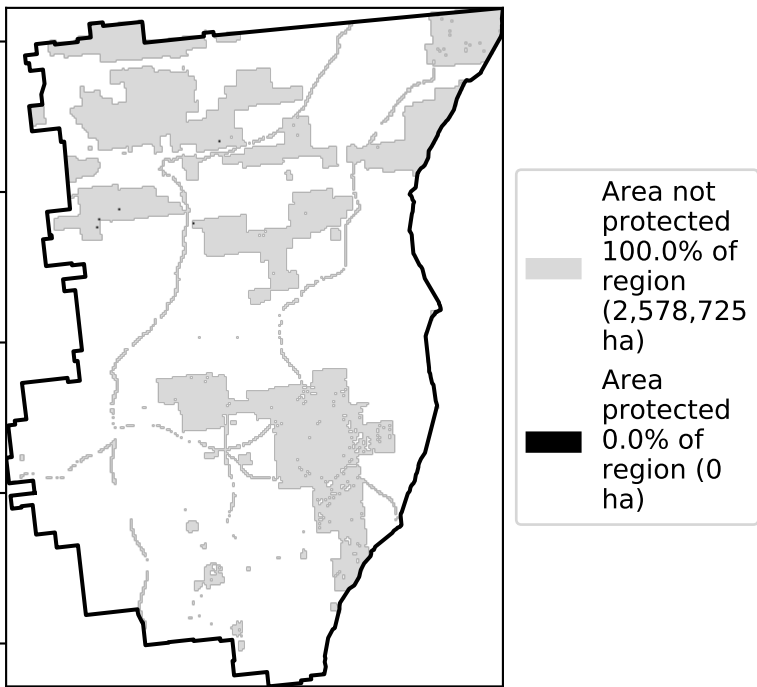 Area not
protected
100.0% of
region
(2,578,725
ha)
Area
protected
0.0% of
region (0
ha)